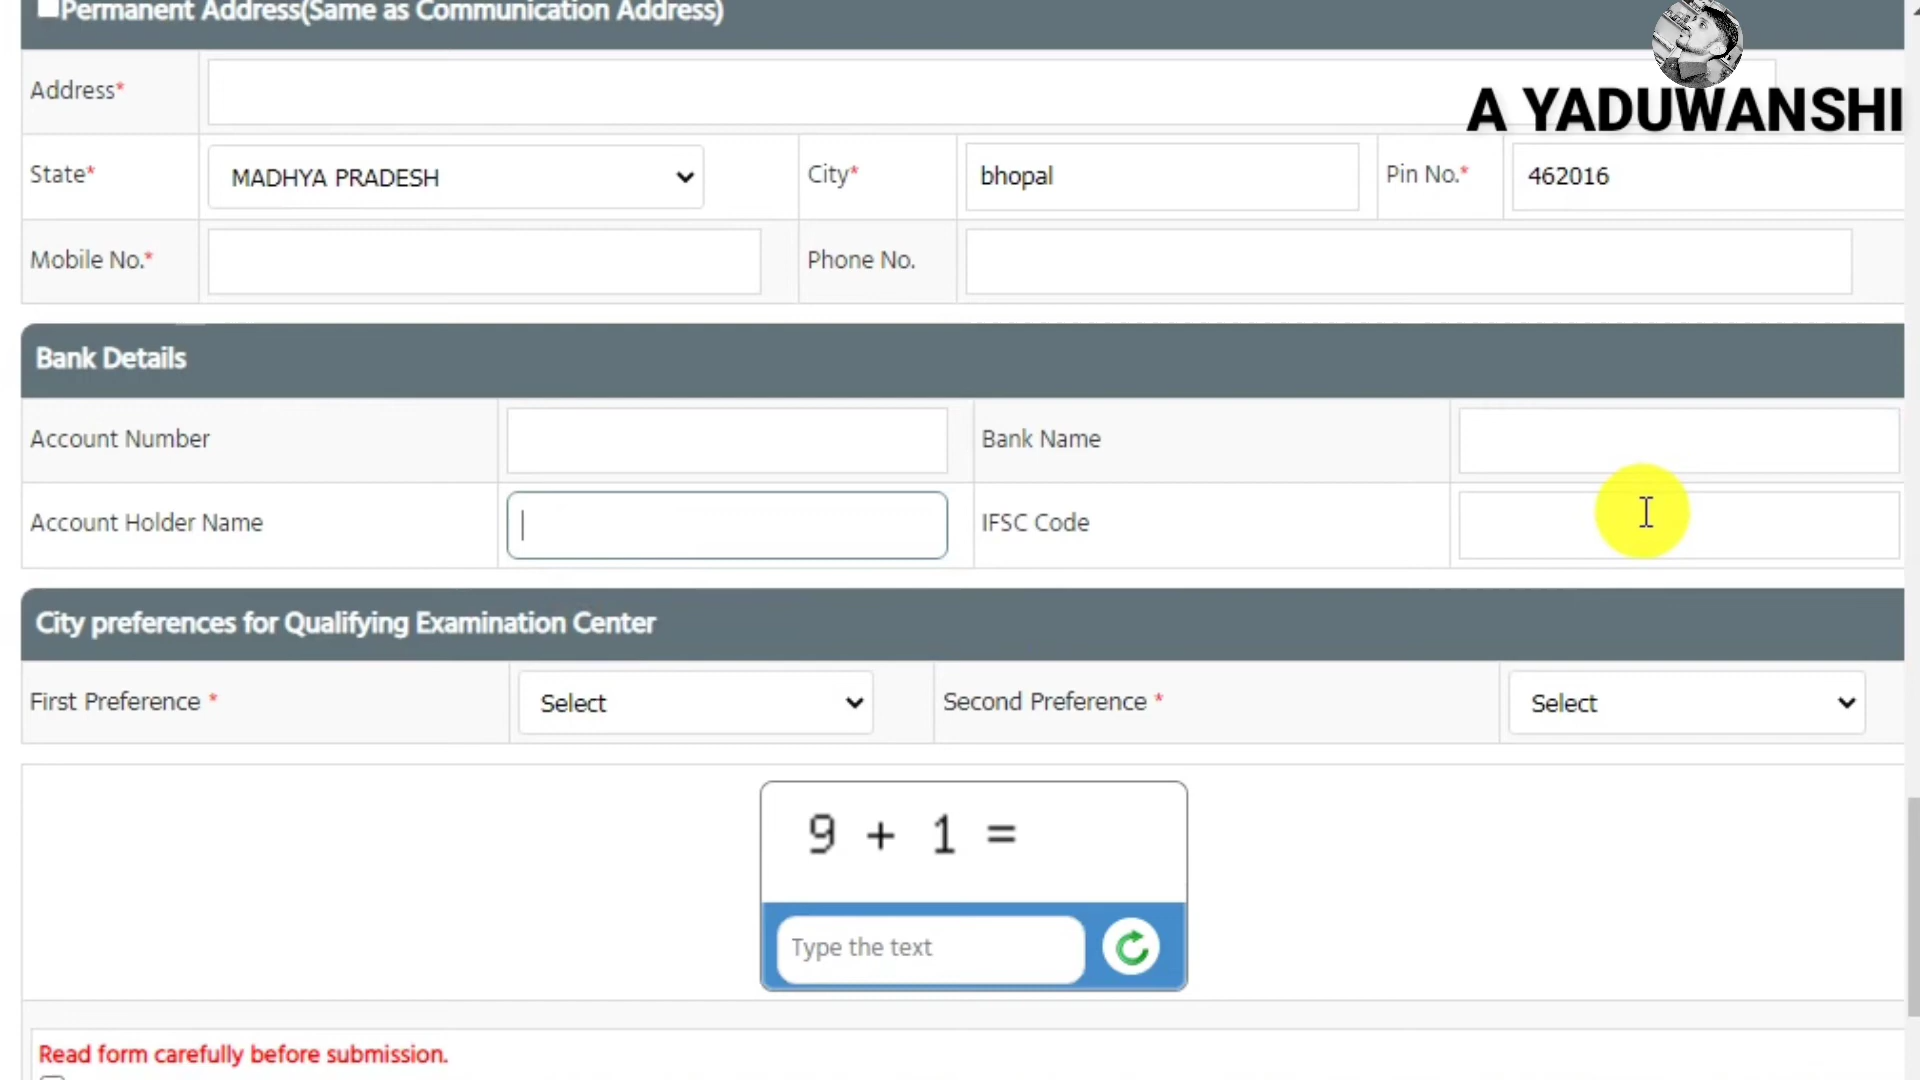 Permanent Address(Same as Communication Address)
A YADUWANSHI
Address*
State* MADHYA PRADESH City* bhopal Pin No.* 462016
Mobile No.* Phone No.
Bank Details
Account Number Bank Name
Account Holder Name IFSC Code
City preferences for Qualifying Examination Center
First Preference * Select Second Preference * Select
9 + 1 =
Type the text
Read form carefully before submission.